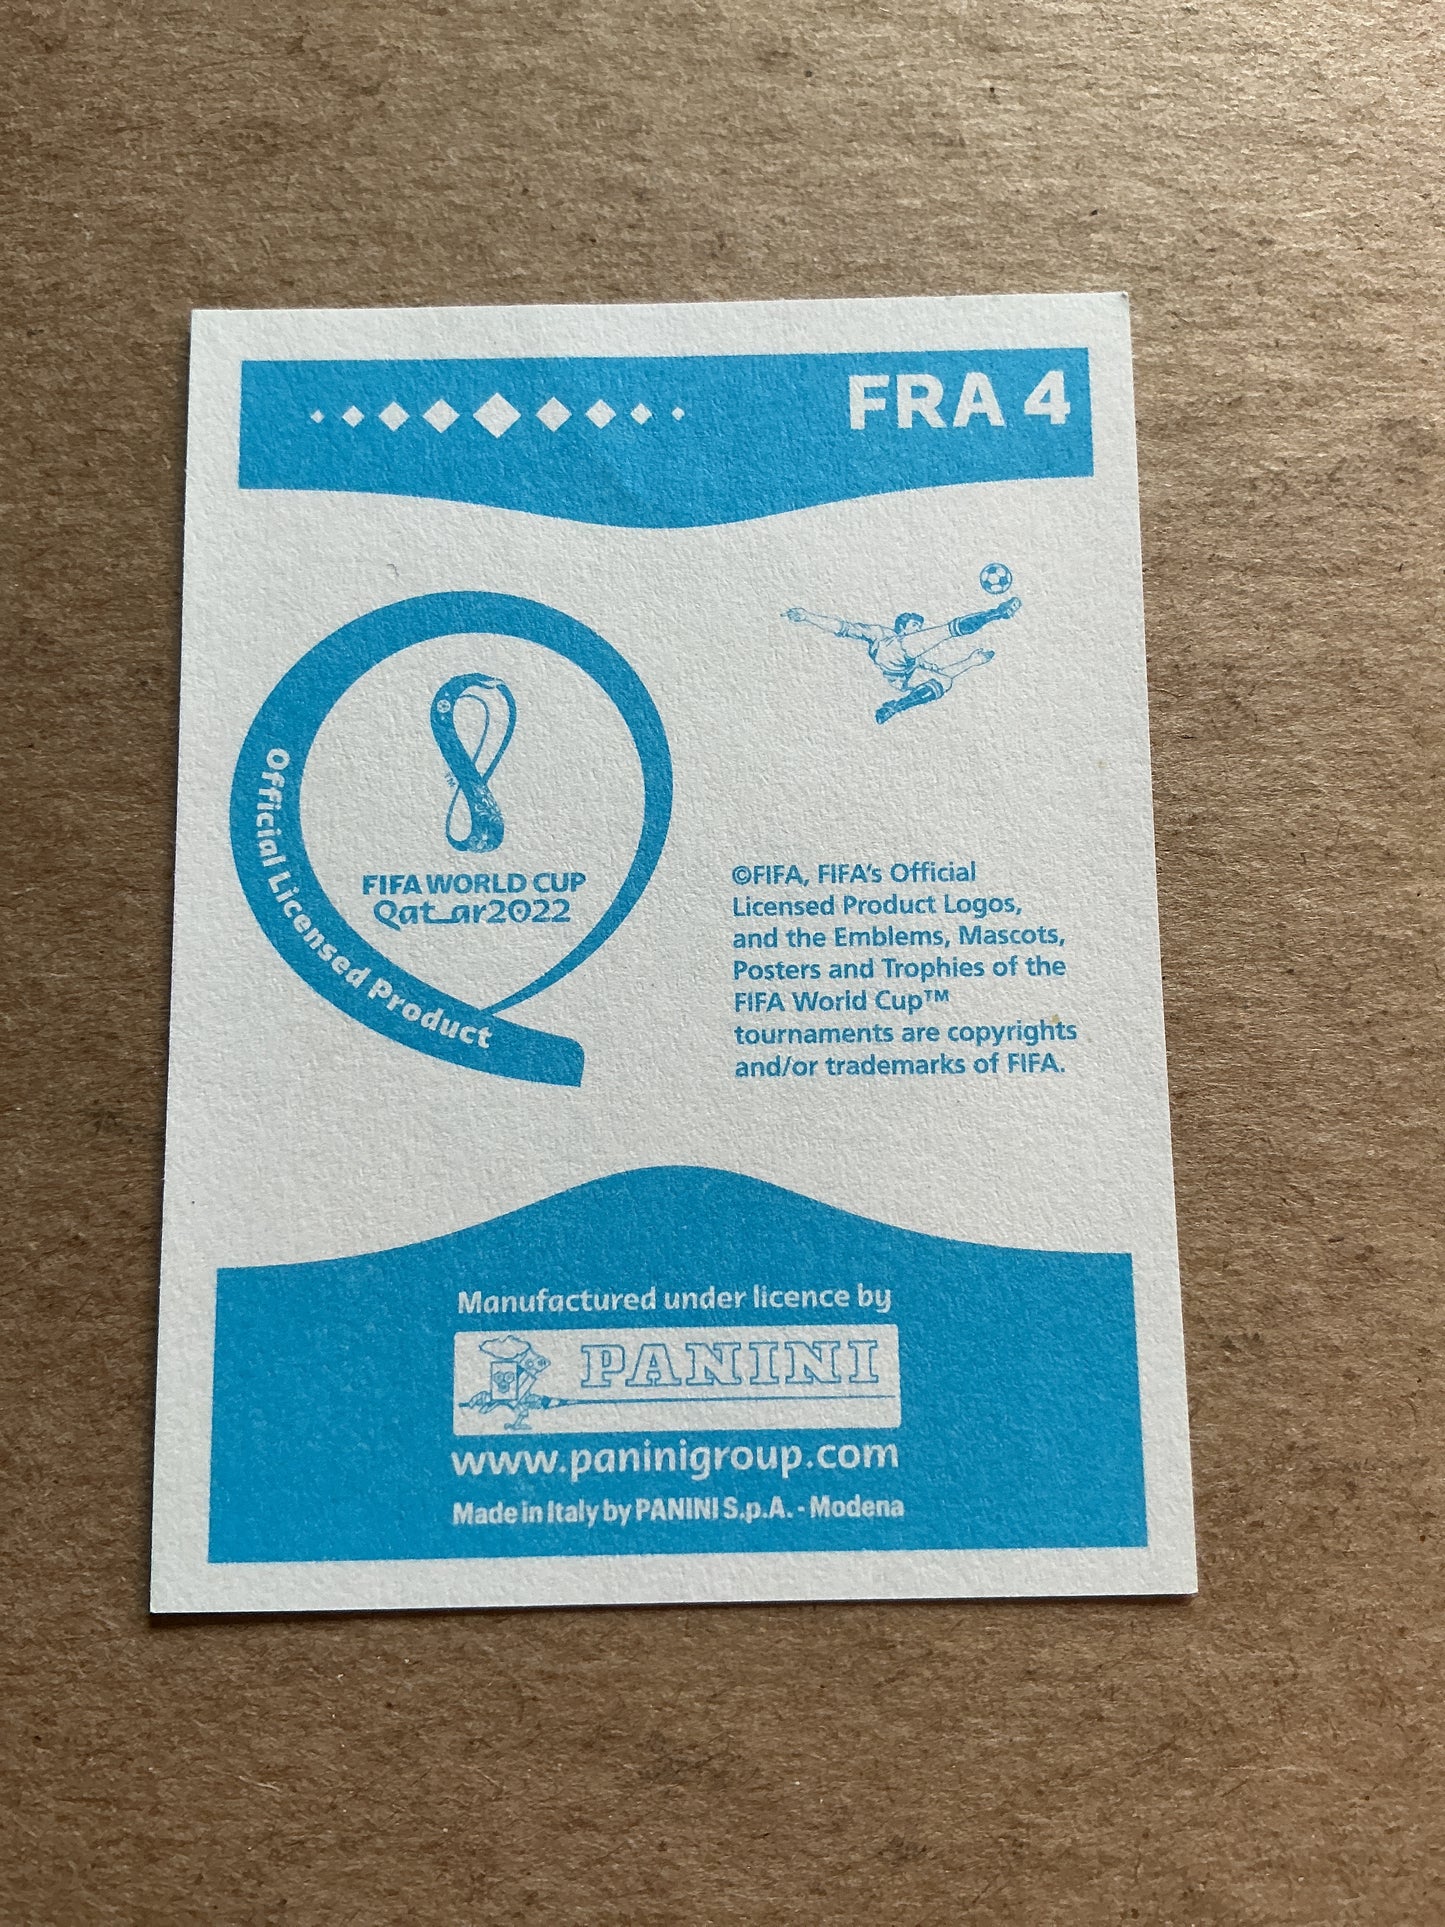 FRA 4
Official Licensed Product
TM
FIFA WORLD CUP
Qatar2022
©FIFA, FIFA's Official
Licensed Product Logos,
and the Emblems, Mascots,
Posters and Trophies of the
FIFA World Cup™
tournaments are copyrights
and/or trademarks of FIFA.
Manufactured under licence by
PANINI
www.paninigroup.com
Made in Italy by PANINI S.p.A. - Modena